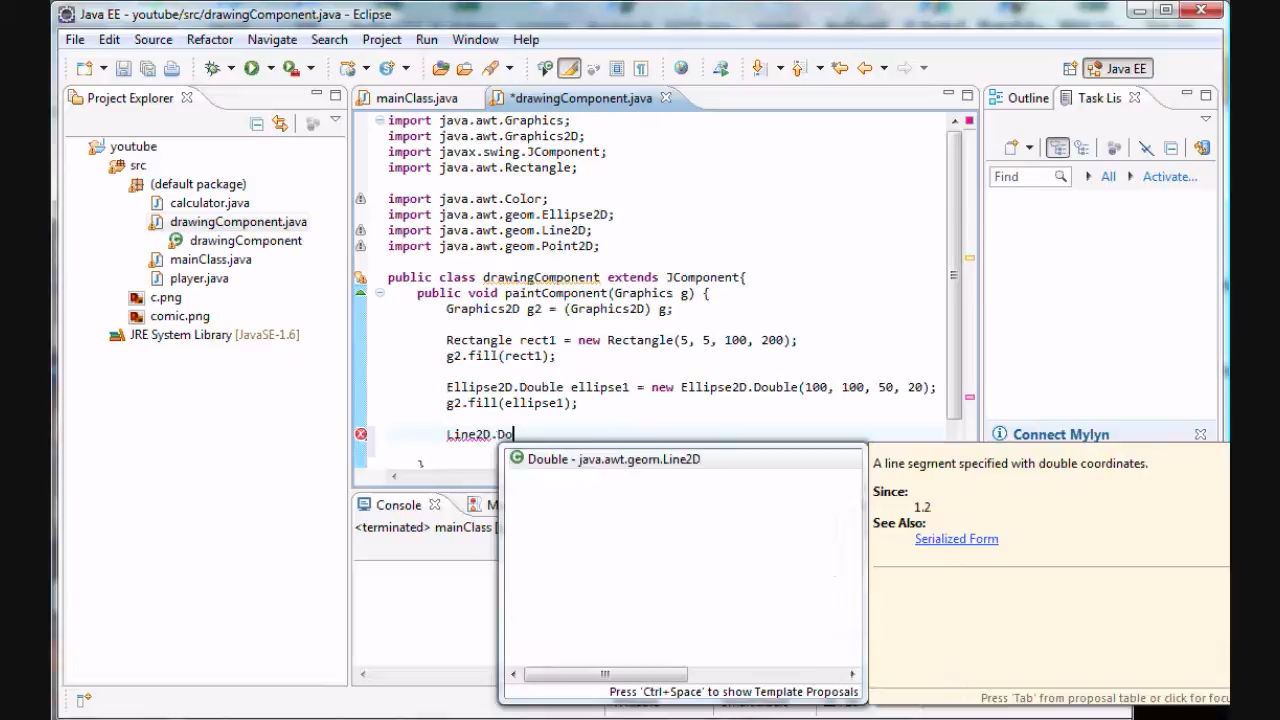 Java EE - youtube/src/drawingComponent.java - Eclipse
File Edit Source Refactor Navigate Search Project Run Window Help
Java EE
Project Explorer
youtube
src
(default package)
calculator.java
drawingComponent.java
drawingComponent
mainClass.java
player.java
c.png
comic.png
JRE System Library [JavaSE-1.6]
mainClass.java *drawingComponent.java
import java.awt.Graphics;
import java.awt.Graphics2D;
import javax.swing.JComponent;
import java.awt.Rectangle;
import java.awt.Color;
import java.awt.geom.Ellipse2D;
import java.awt.geom.Line2D;
import java.awt.geom.Point2D;
public class drawingComponent extends JComponent{
public void paintComponent(Graphics g) {
Graphics2D g2 = (Graphics2D) g;
Rectangle rect1 = new Rectangle(5, 5, 100, 200);
g2.fill(rect1);
Ellipse2D.Double ellipse1 = new Ellipse2D.Double(100, 100, 50, 20);
g2.fill(ellipse1);
Line2D.Do
}
Double - java.awt.geom.Line2D
Press 'Ctrl+Space' to show Template Proposals
A line segment specified with double coordinates.
Since:
1.2
See Also:
Serialized Form
Press 'Tab' from proposal table or click for focu
Console M
<terminated> mainClass [
Outline Task Lis
Find All Activate...
Connect Mylyn